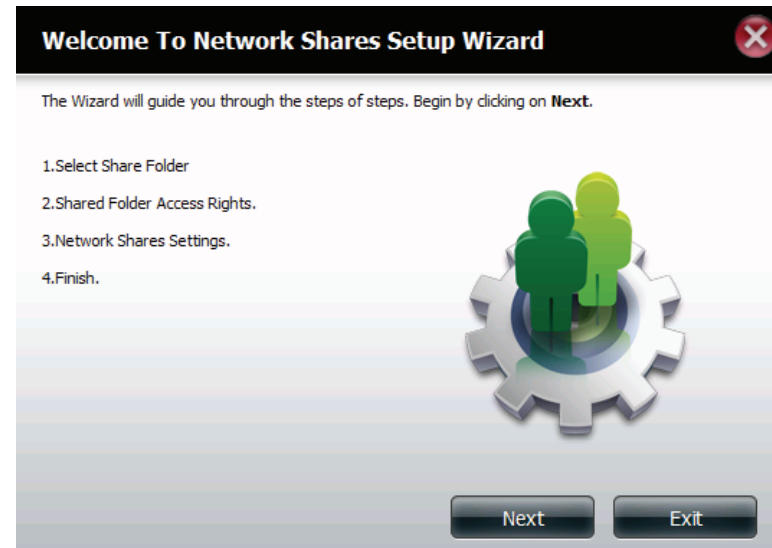 Welcome To Network Shares Setup Wizard
The Wizard will guide you through the steps of steps. Begin by clicking on Next.
1.Select Share Folder
2.Shared Folder Access Rights.
3.Network Shares Settings.
4.Finish.
Next
Exit